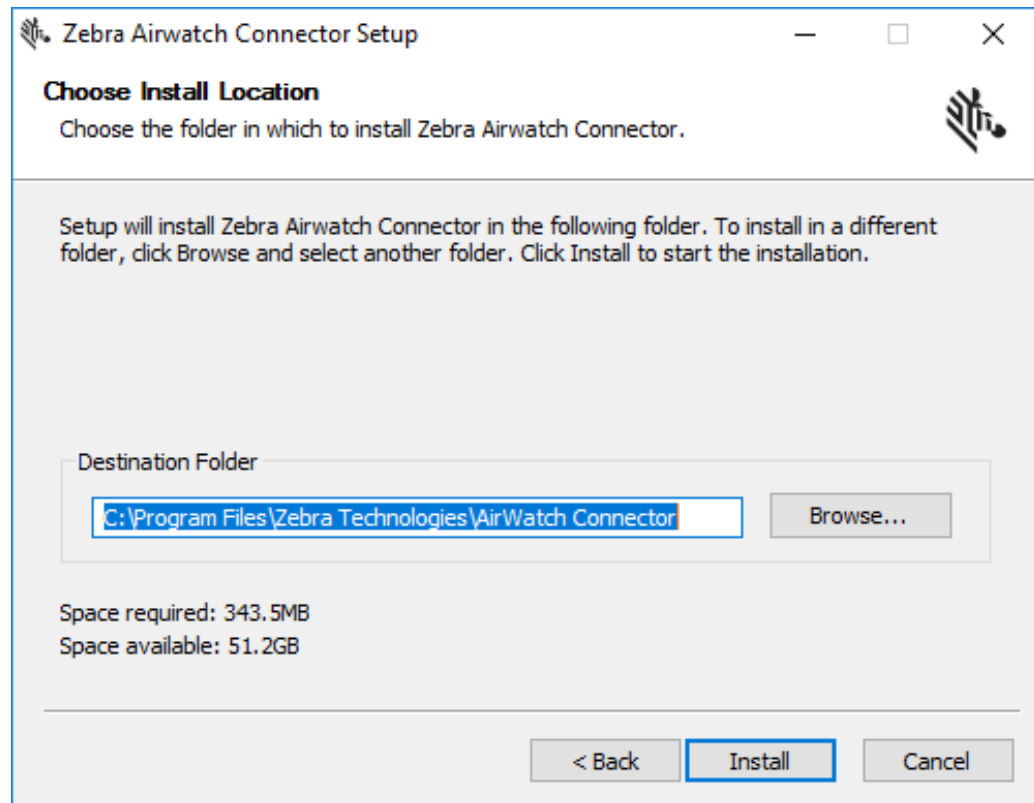 Zebra Airwatch Connector Setup
Choose Install Location
Choose the folder in which to install Zebra Airwatch Connector.
Setup will install Zebra Airwatch Connector in the following folder. To install in a different
folder, click Browse and select another folder. Click Install to start the installation.
Destination Folder
C:\Program Files\Zebra Technologies\AirWatch Connector
Browse...
Space required: 343.5MB
Space available: 51.2GB
< Back
Install
Cancel